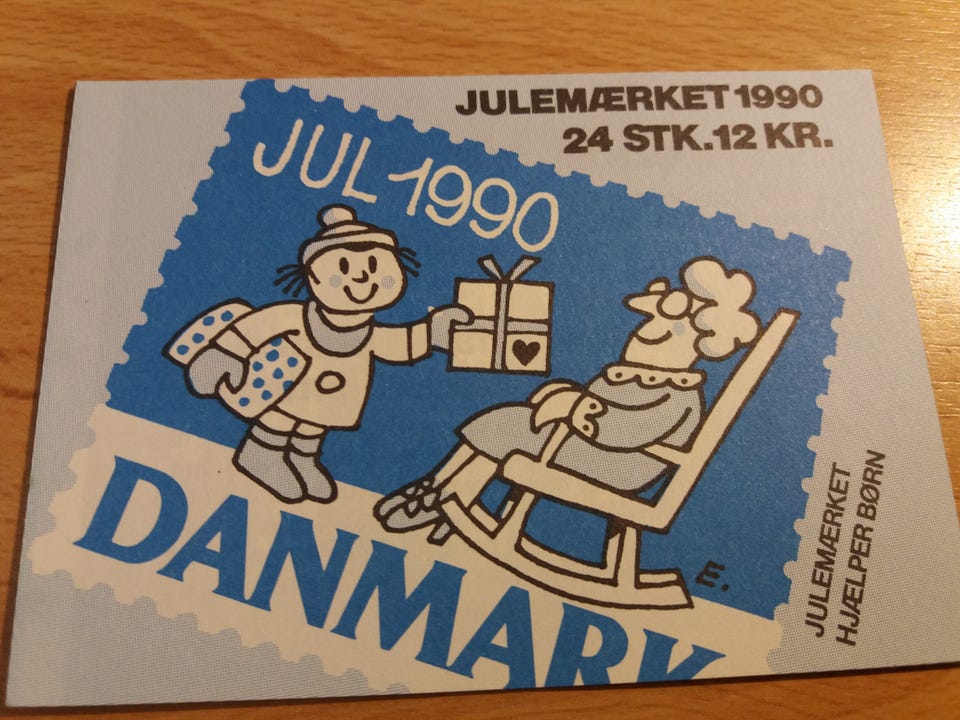 JULEMÆRKET 1990
24 STK. 12 KR.
JUL 1990
DANMARK
JULEMÆRKET
HJÆLPER BØRN